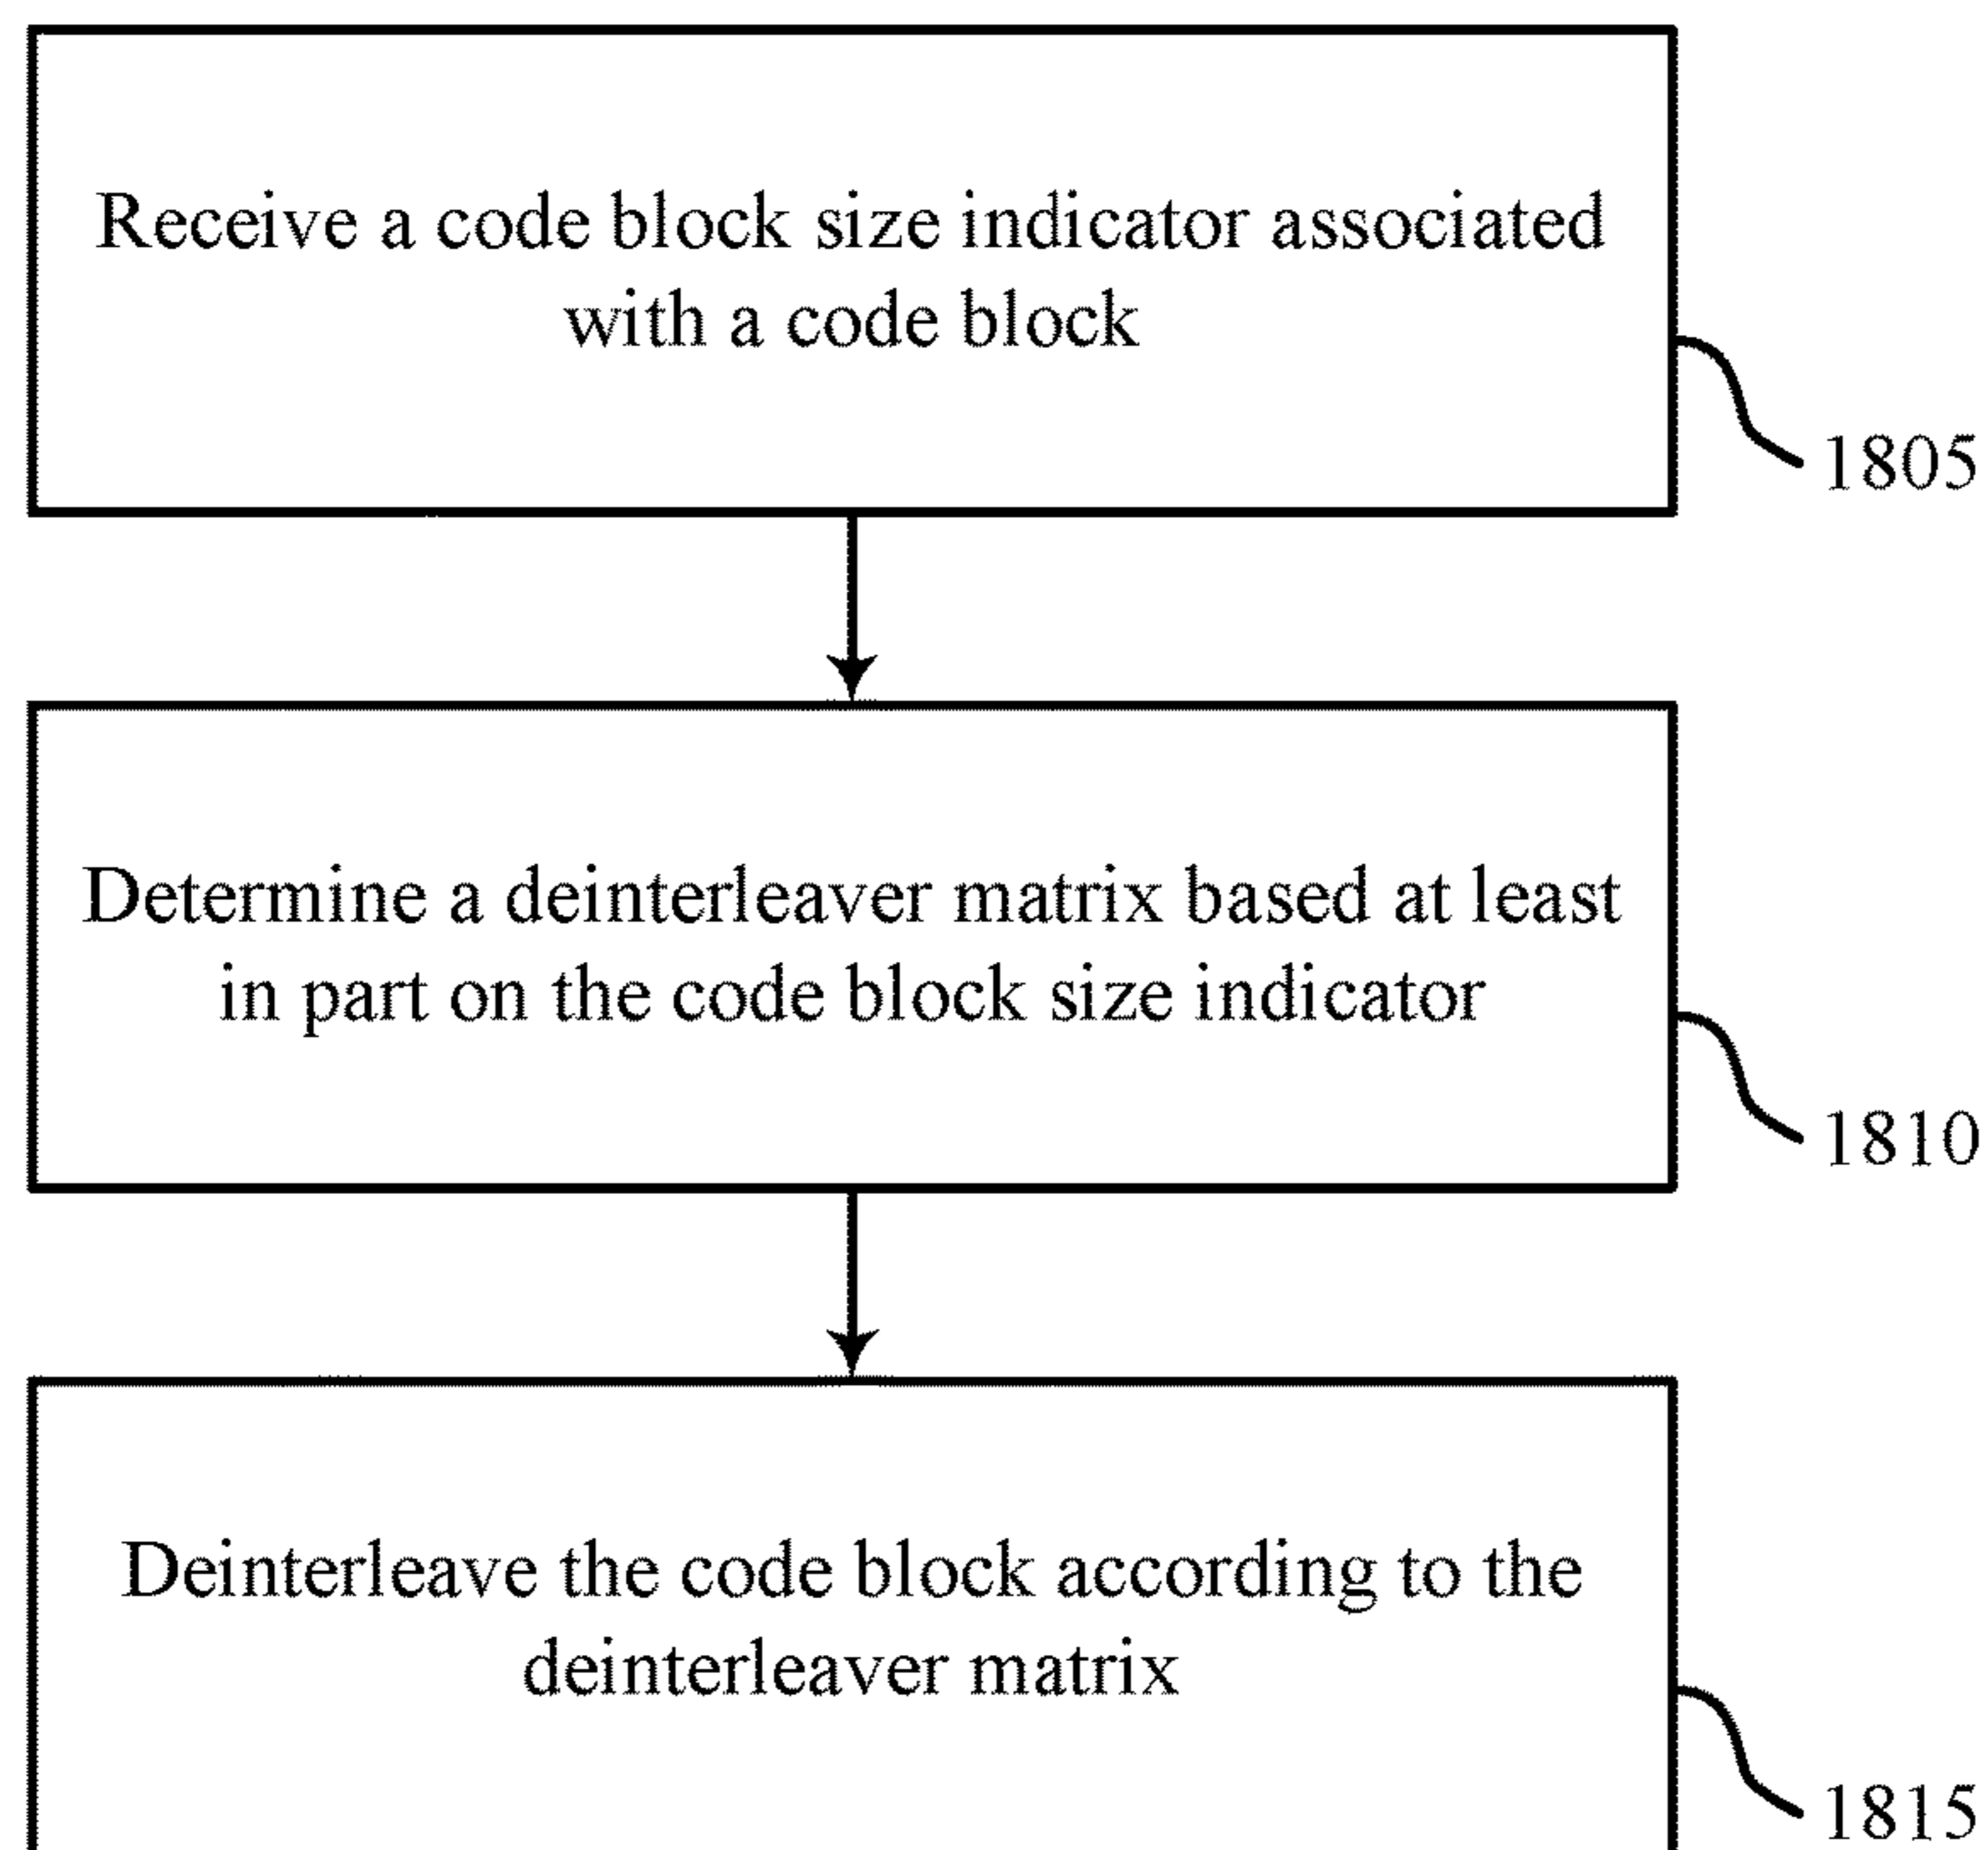 Receive a code block size indicator associated
with a code block
1805
Determine a deinterleaver matrix based at least
in part on the code block size indicator
1810
Deinterleave the code block according to the
deinterleaver matrix
1815